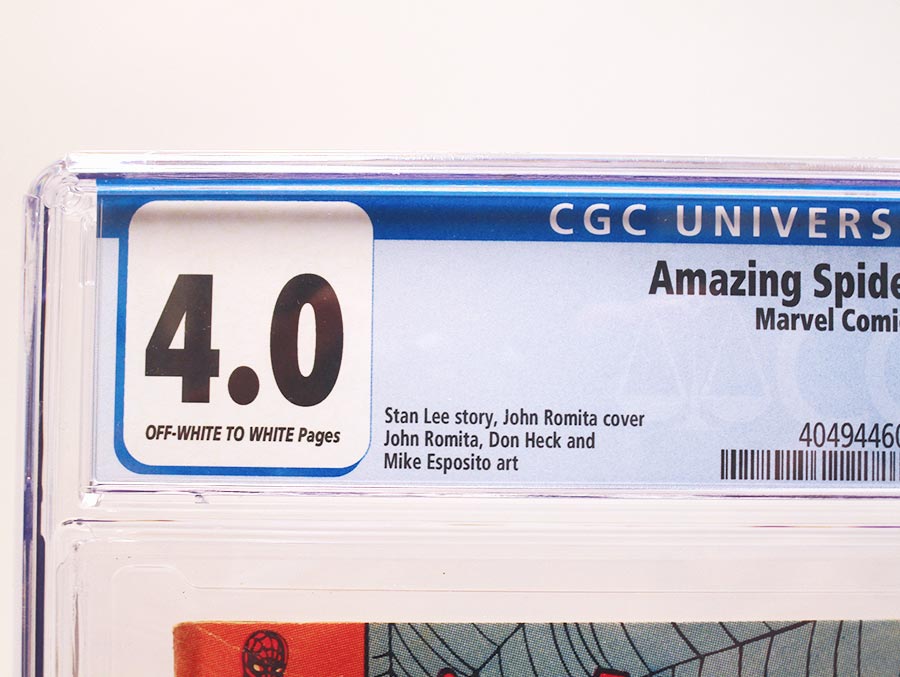 CGC UNIVERS
4.0
OFF-WHITE TO WHITE Pages
Amazing Spide
Marvel Comi
Stan Lee story, John Romita cover
John Romita, Don Heck and
Mike Esposito art
40494460